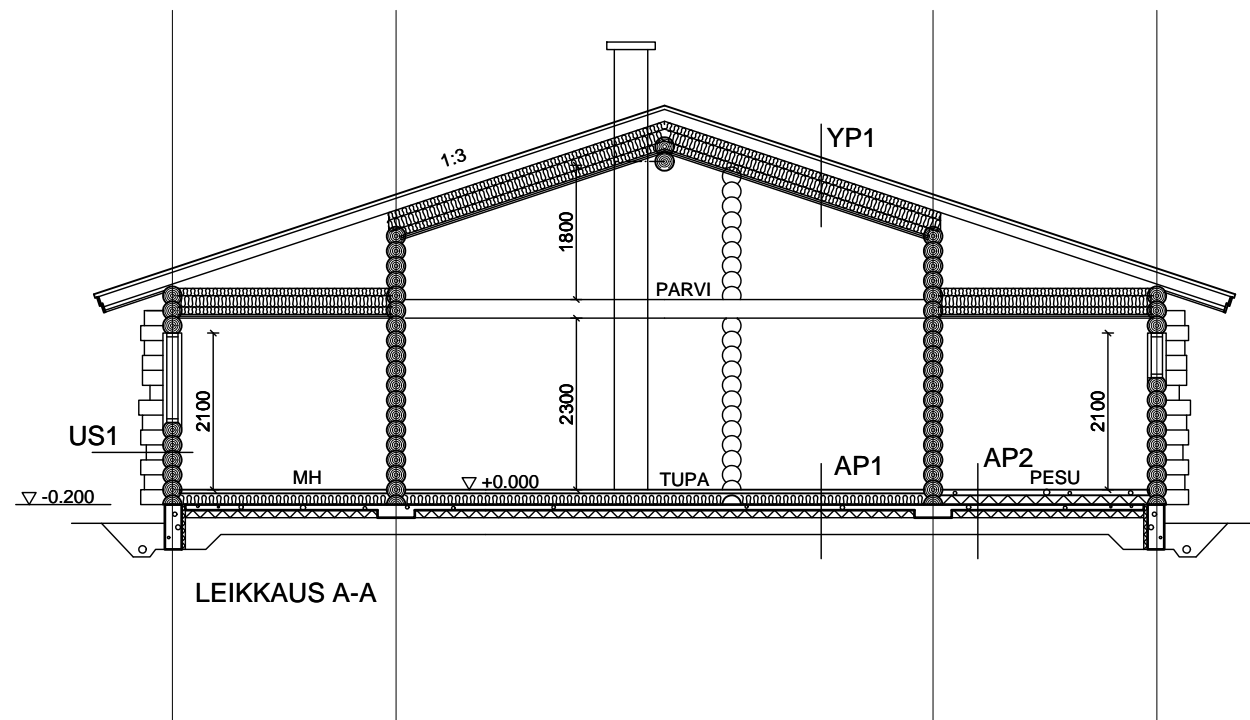 YP1
1:3
1800
PARVI
2100
2300
2100
US1
MH
▽ +0.000
TUPA
AP1
AP2
PESU
▽ -0.200
LEIKKAUS A-A